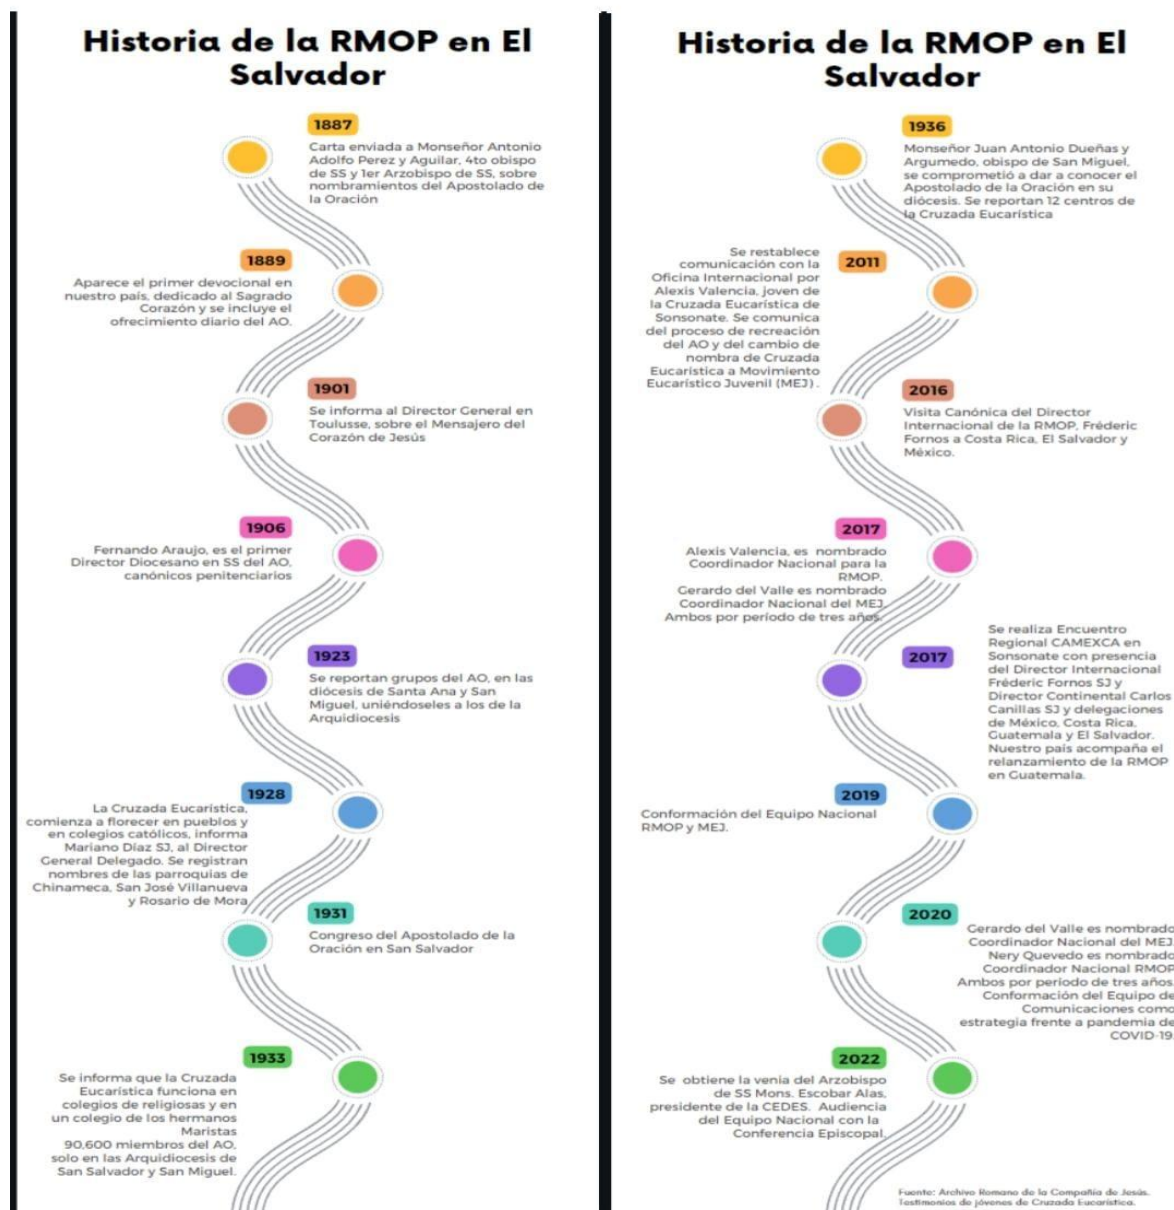 Historia de la RMOP en El
Salvador
1887
Carta enviada a Monseñor Antonio
Adolfo Perez y Aguilar, 4to obispo
de SS y 1er Arzobispo de SS, sobre
nombramientos del Apostolado de
la Oración
1889
Aparece el primer devocional en
nuestro país, dedicado al Sagrado
Corazón y se incluye el
ofrecimiento diario del AO.
1901
Se informa al Director General en
Toulusse, sobre el Mensajero del
Corazón de Jesús
1906
Fernando Araujo, es el primer
Director Diocesano en SS del AO,
canónicos penitenciarios
1923
Se reportan grupos del AO, en las
diócesis de Santa Ana y San
Miguel, uniéndoseles a los de la
Arquidiocesis
1928
La Cruzada Eucarística,
comienza a florecer en pueblos y
en colegios católicos, informa
Mariano Díaz SJ, al Director
General Delegado. Se registran
nombres de las parroquias de
Chinameca, San José Villanueva
y Rosario de Mora
1931
Congreso del Apostolado de la
Oración en San Salvador
1933
Se informa que la Cruzada
Eucarística funciona en
colegios de religiosas y en
un colegio de los hermanos
Maristas
90,600 miembros del AO,
solo en las Arquidiocesis de
San Salvador y San Miguel.
Historia de la RMOP en El
Salvador
1936
Monseñor Juan Antonio Dueñas y
Argumedo, obispo de San Miguel,
se comprometió a dar a conocer el
Apostolado de la Oración en su
diócesis. Se reportan 12 centros de
la Cruzada Eucarística
2011
Se restablece
comunicación con la
Oficina Internacional por
Alexis Valencia, joven de
la Cruzada Eucarística de
Sonsonate. Se comunica
del proceso de recreación
del AO y del cambio de
nombra de Cruzada
Eucarística a Movimiento
Eucarístico Juvenil (MEJ) .
2016
Visita Canónica del Director
Internacional de la RMOP, Fréderic
Fornos a Costa Rica, El Salvador y
México.
2017
Alexis Valencia, es nombrado
Coordinador Nacional para la
RMOP.
Gerardo del Valle es nombrado
Coordinador Nacional del MEJ.
Ambos por período de tres años.
2017
Se realiza Encuentro
Regional CAMEXCA en
Sonsonate con presencia
del Director Internacional
Fréderic Fornos SJ y
Director Continental Carlos
Canillas SJ y delegaciones
de México, Costa Rica,
Guatemala y El Salvador.
Nuestro país acompaña el
relanzamiento de la RMOP
en Guatemala.
2019
Conformación del Equipo Nacional
RMOP y MEJ.
2020
Gerardo del Valle es nombrado
Coordinador Nacional del MEJ.
Nery Quevedo es nombrado
Coordinador Nacional RMOP
Ambos por período de tres años.
Conformación del Equipo de
Comunicaciones como
estrategia frente a pandemia de
COVID-19.
2022
Se obtiene la venia del Arzobispo
de SS Mons. Escobar Alas,
presidente de la CEDES. Audiencia
del Equipo Nacional con la
Conferencia Episcopal.
Fuente: Archivo Romano de la Compañía de Jesús.
Testimonios de jóvenes de Cruzada Eucarística.